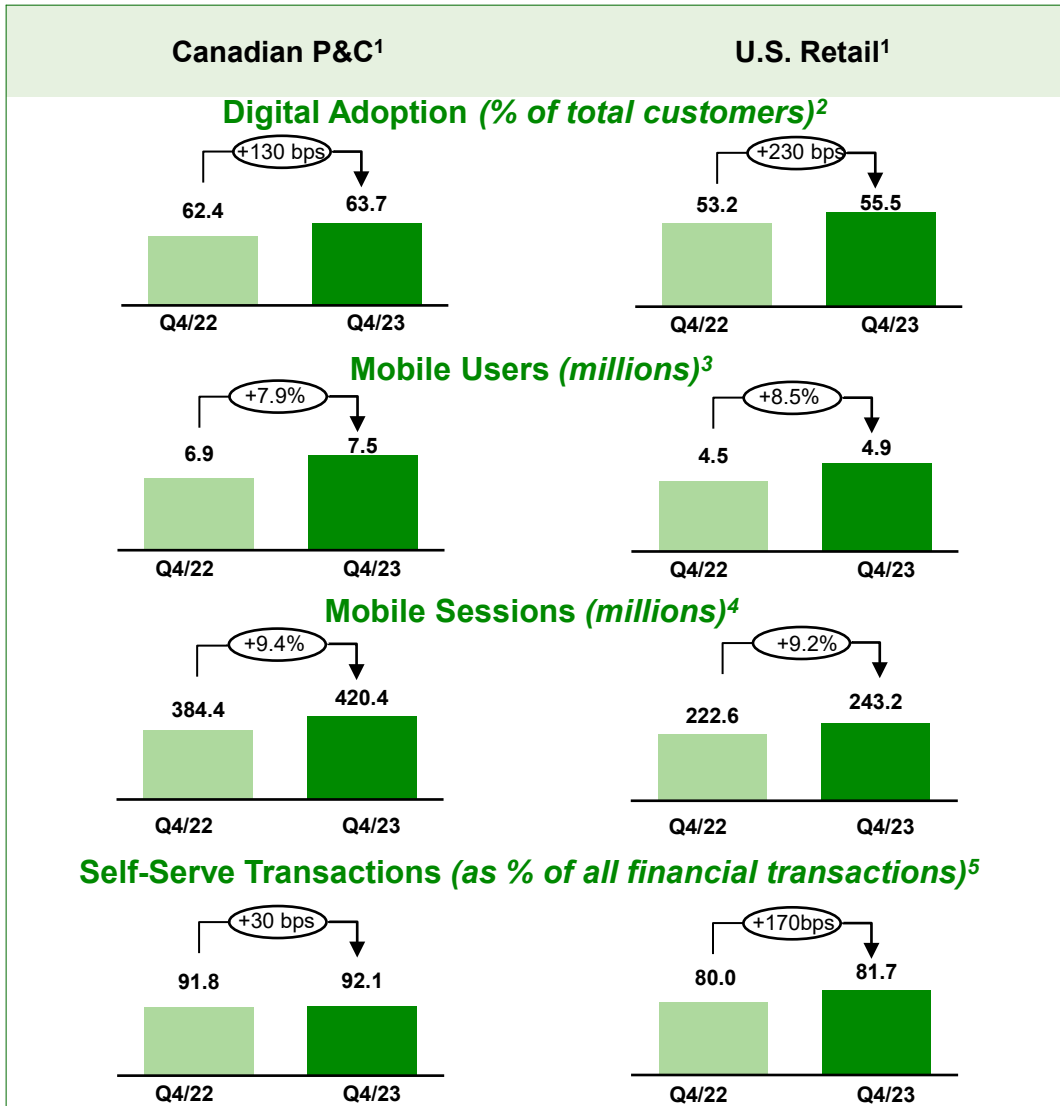 Canadian P&C¹ U.S. Retail¹
Digital Adoption (% of total customers)²
+130 bps +230 bps
62.4 63.7 53.2 55.5
Q4/22 Q4/23 Q4/22 Q4/23
Mobile Users (millions)³
+7.9% +8.5%
6.9 7.5 4.5 4.9
Q4/22 Q4/23 Q4/22 Q4/23
Mobile Sessions (millions)⁴
+9.4% +9.2%
384.4 420.4 222.6 243.2
Q4/22 Q4/23 Q4/22 Q4/23
Self-Serve Transactions (as % of all financial transactions)⁵
+30 bps +170bps
91.8 92.1 80.0 81.7
Q4/22 Q4/23 Q4/22 Q4/23